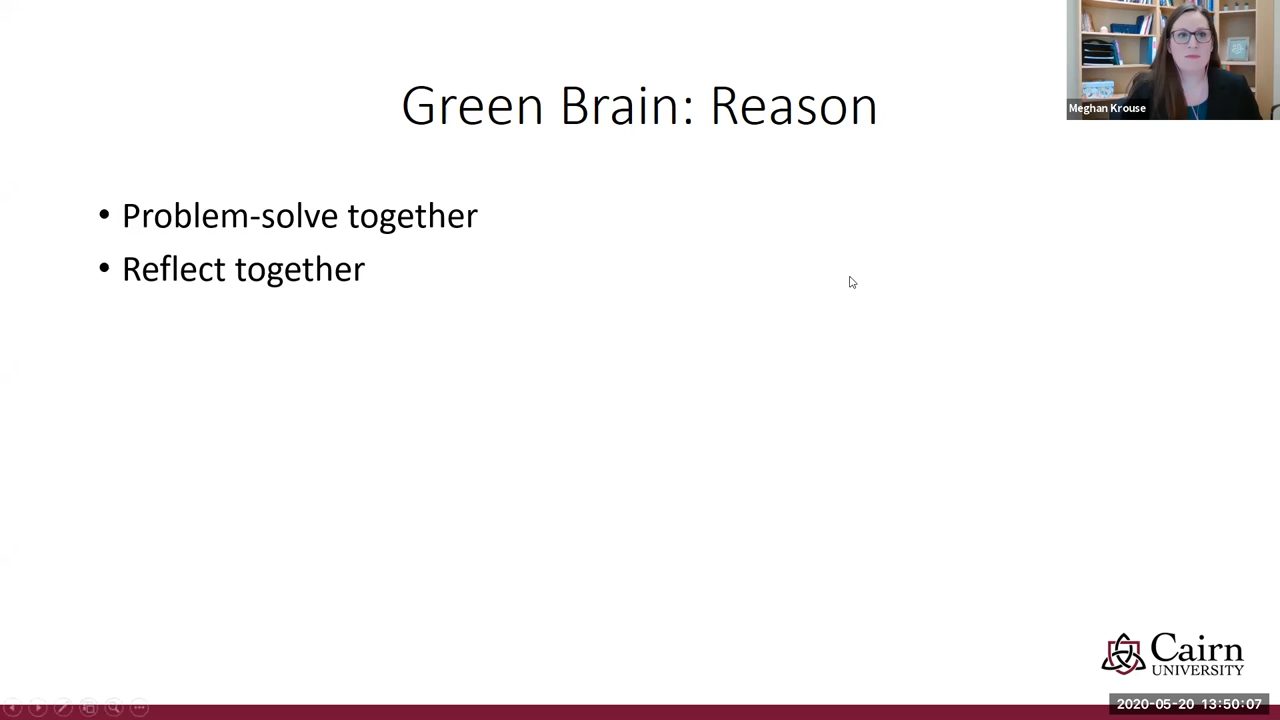 Green Brain: Reason
Meghan Krouse
• Problem-solve together
• Reflect together
Cairn
UNIVERSITY
2020-05-20 13:50:07